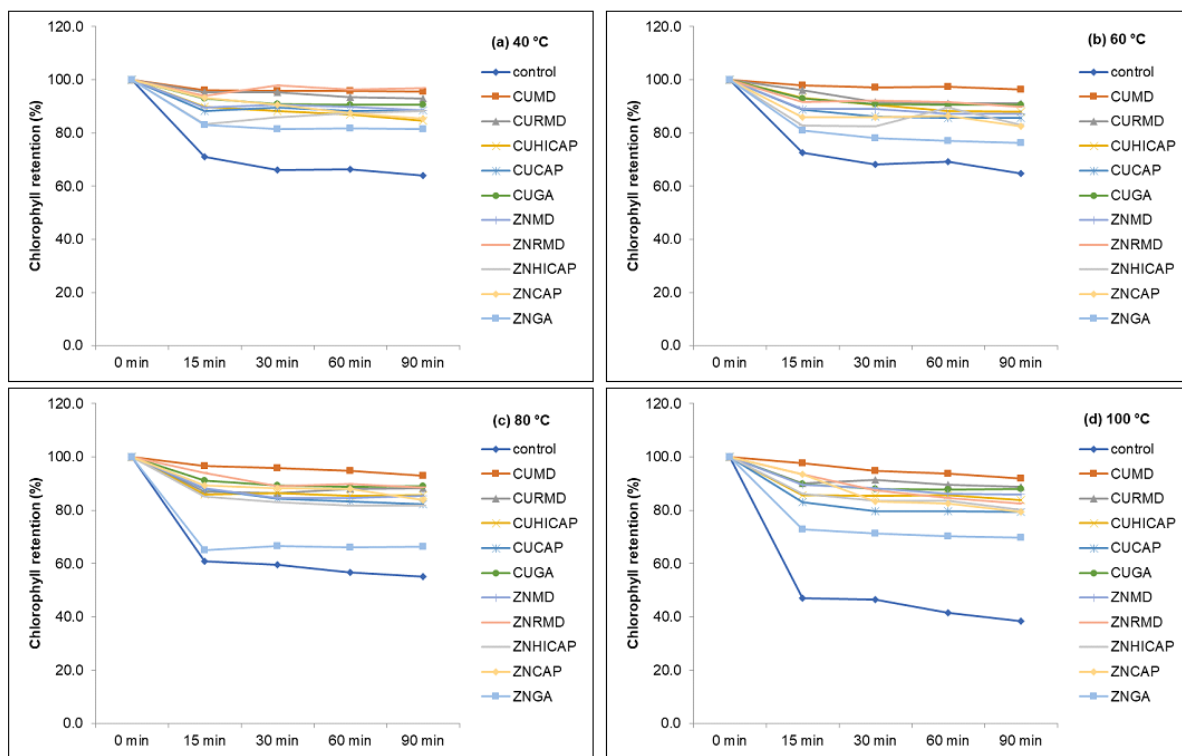 120.0
100.0
80.0
60.0
40.0
20.0
0.0
Chlorophyll retention (%)
0 min 15 min 30 min 60 min 90 min
(a) 40 °C
control
CUMD
CURMD
CUHICAP
CUCAP
CUGA
ZNMD
ZNRMD
ZNHICAP
ZNCAP
ZNGA
120.0
100.0
80.0
60.0
40.0
20.0
0.0
Chlorophyll retention (%)
0 min 15 min 30 min 60 min 90 min
(b) 60 °C
control
CUMD
CURMD
CUHICAP
CUCAP
CUGA
ZNMD
ZNRMD
ZNHICAP
ZNCAP
ZNGA
120.0
100.0
80.0
60.0
40.0
20.0
0.0
Chlorophyll retention (%)
0 min 15 min 30 min 60 min 90 min
(c) 80 °C
control
CUMD
CURMD
CUHICAP
CUCAP
CUGA
ZNMD
ZNRMD
ZNHICAP
ZNCAP
ZNGA
120.0
100.0
80.0
60.0
40.0
20.0
0.0
Chlorophyll retention (%)
0 min 15 min 30 min 60 min 90 min
(d) 100 °C
control
CUMD
CURMD
CUHICAP
CUCAP
CUGA
ZNMD
ZNRMD
ZNHICAP
ZNCAP
ZNGA